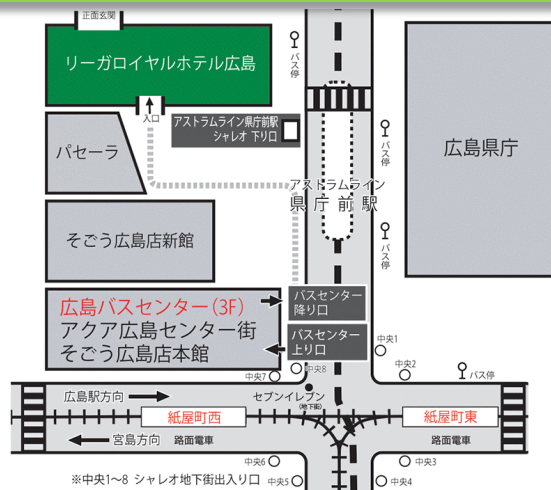 正面玄関
リーガロイヤルホテル広島
入口
バス停
アストラムライン県庁前駅
シャレオ 下り口
パセーラ
バス停
広島県庁
アストラムライン
県庁前駅
そごう広島店新館
バス停
広島バスセンター(3F)
アクア広島センター街
そごう広島店本館
バスセンター
降り口
バスセンター
上り口
中央1
中央7
中央8
中央2
バス停
セブンイレブン
(地下街)
広島駅方向
紙屋町西
紙屋町東
宮島方向
路面電車
路面電車
中央6
中央3
※中央1~8 シャレオ地下街出入り口
中央5
中央4